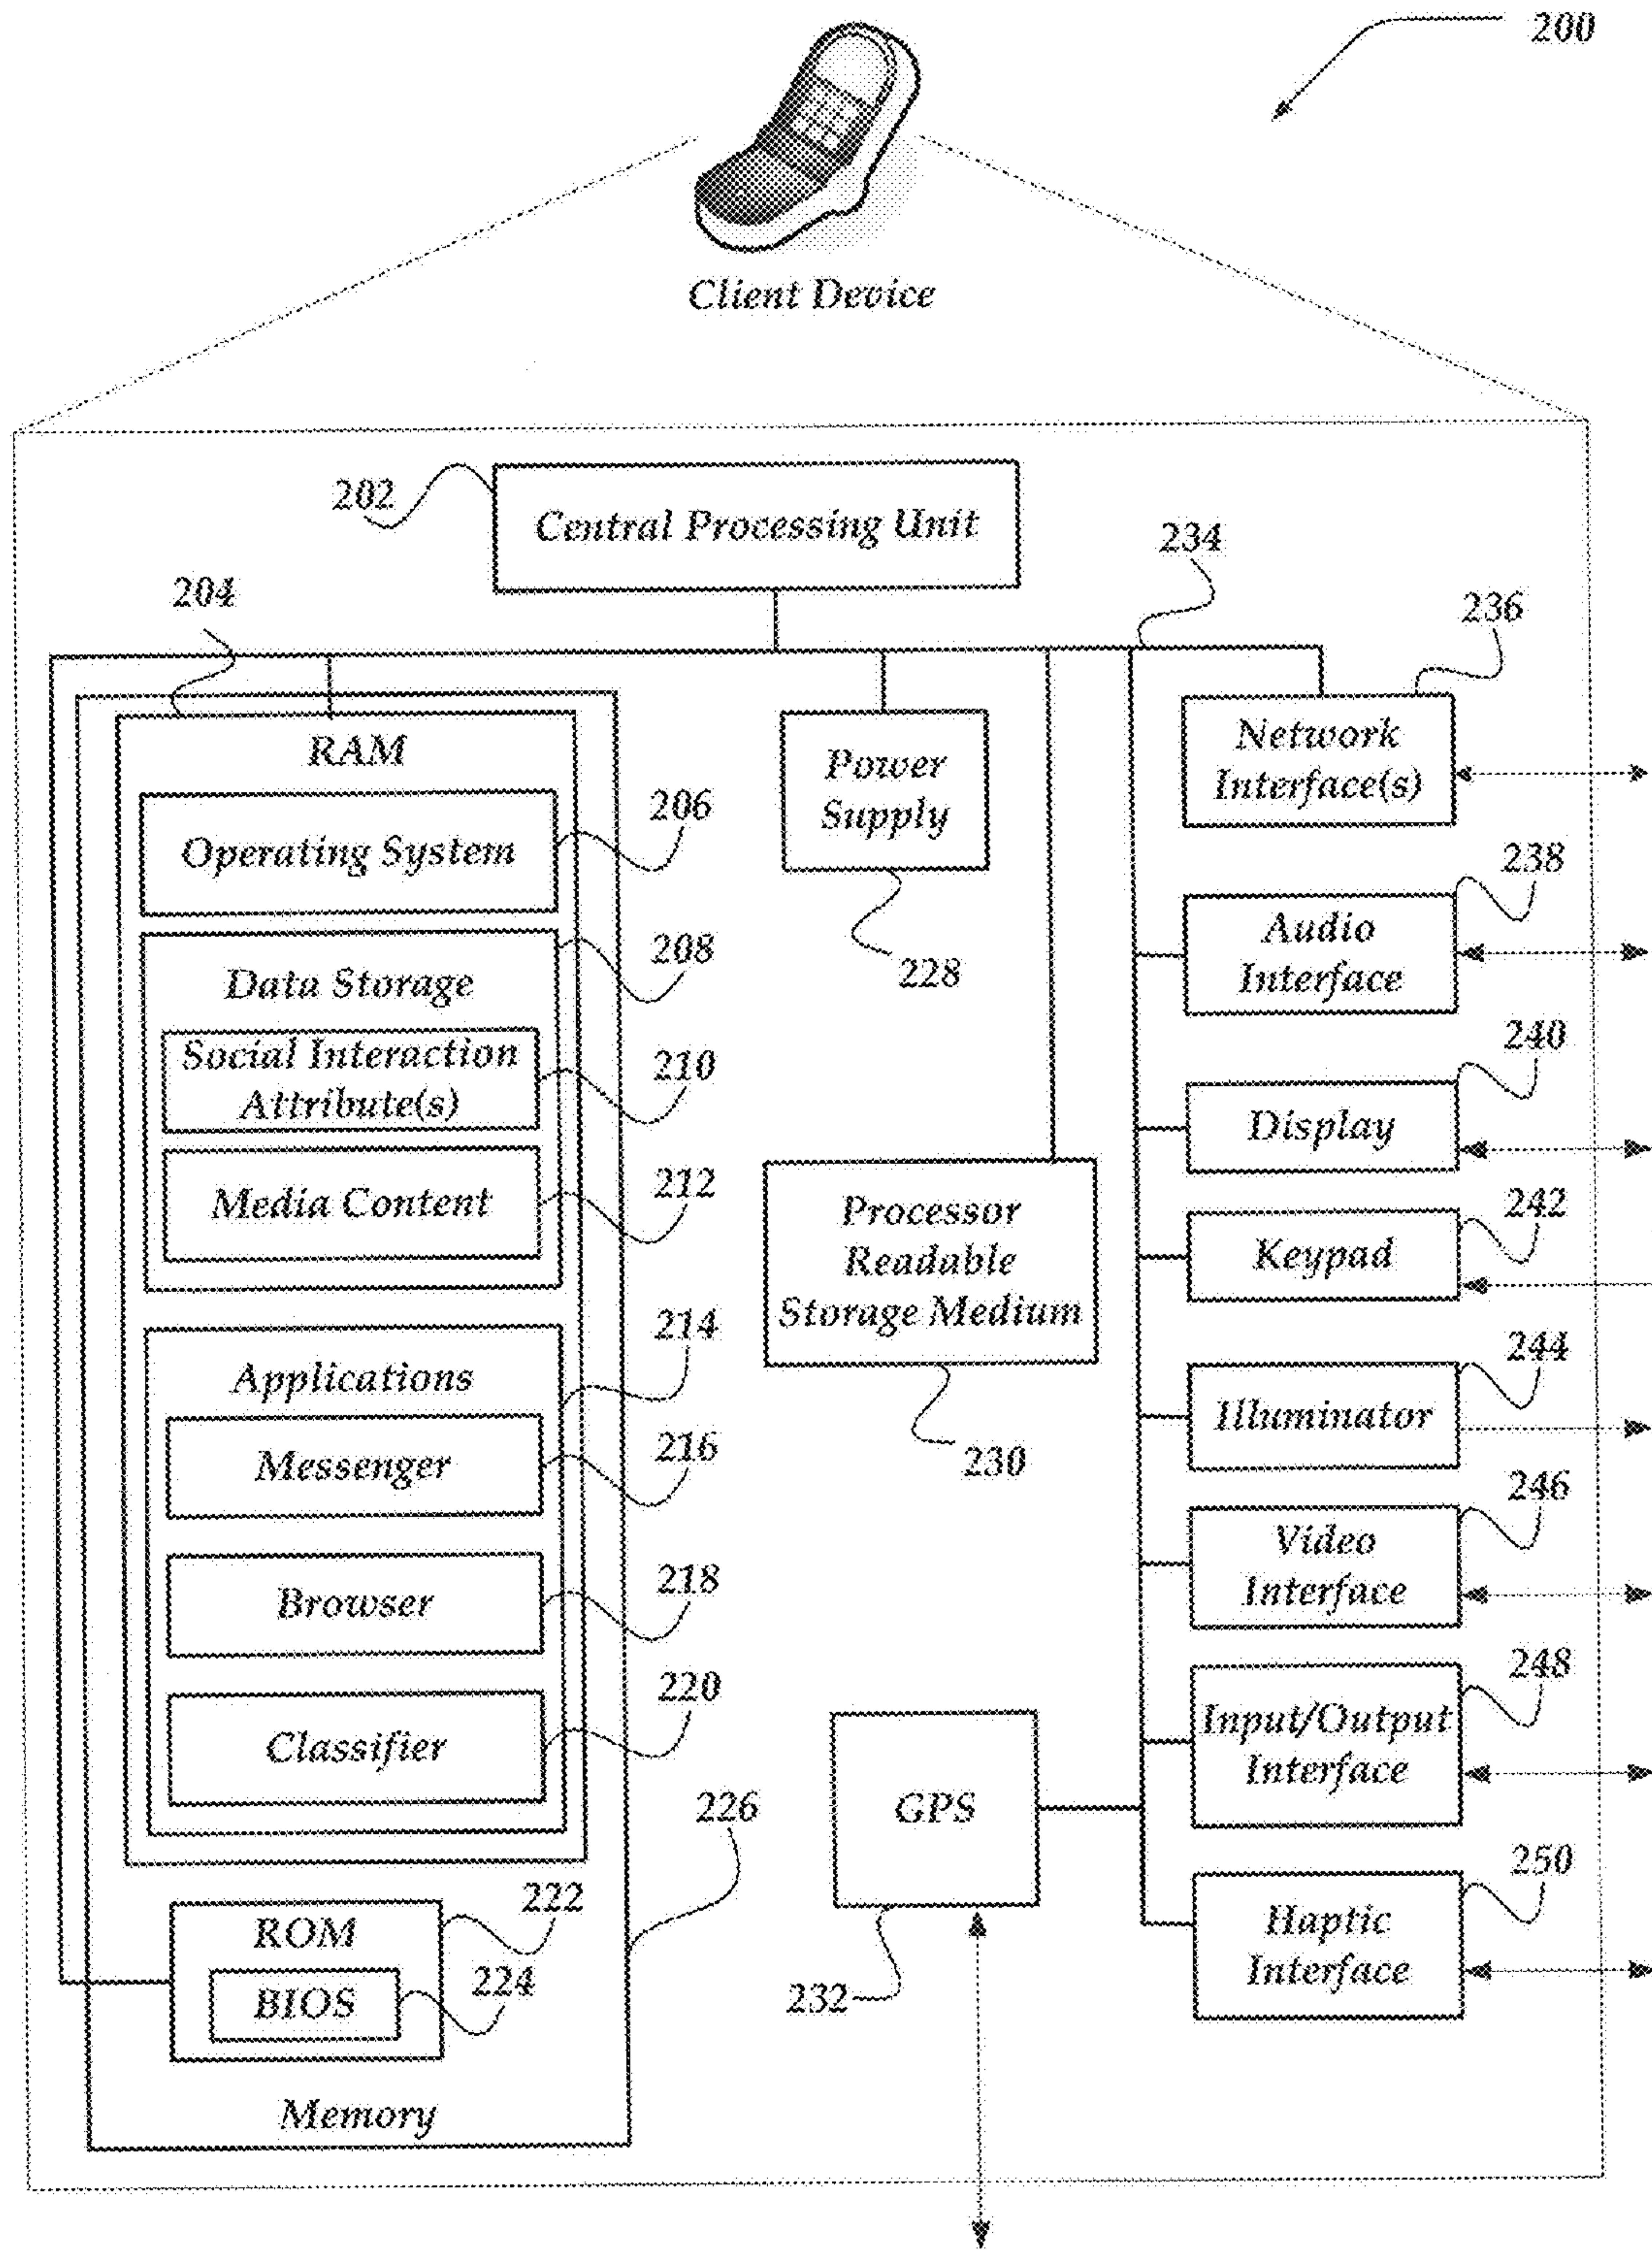 200
Client Device
202
Central Processing Unit
234
204
236
RAM
Network
Interface(s)
Power
Supply
206
Operating System
238
Audio
Interface
208
228
Data Storage
240
Social Interaction
Attribute(s)
210
Display
212
Media Content
Processor
Readable
Storage Medium
242
Keypad
214
244
Applications
Illuminator
216
Messenger
230
246
Video
Interface
218
Browser
248
220
Input/Output
Interface
Classifier
226
GPS
250
222
ROM
Haptic
Interface
224
BIOS
232
Memory